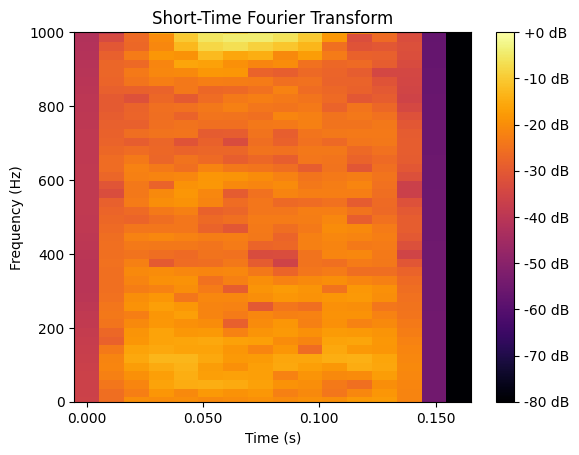 Short-Time Fourier Transform
1000
800
600
400
200
0
Frequency (Hz)
0.000
0.050
0.100
0.150
Time (s)
+0 dB
-10 dB
-20 dB
-30 dB
-40 dB
-50 dB
-60 dB
-70 dB
-80 dB